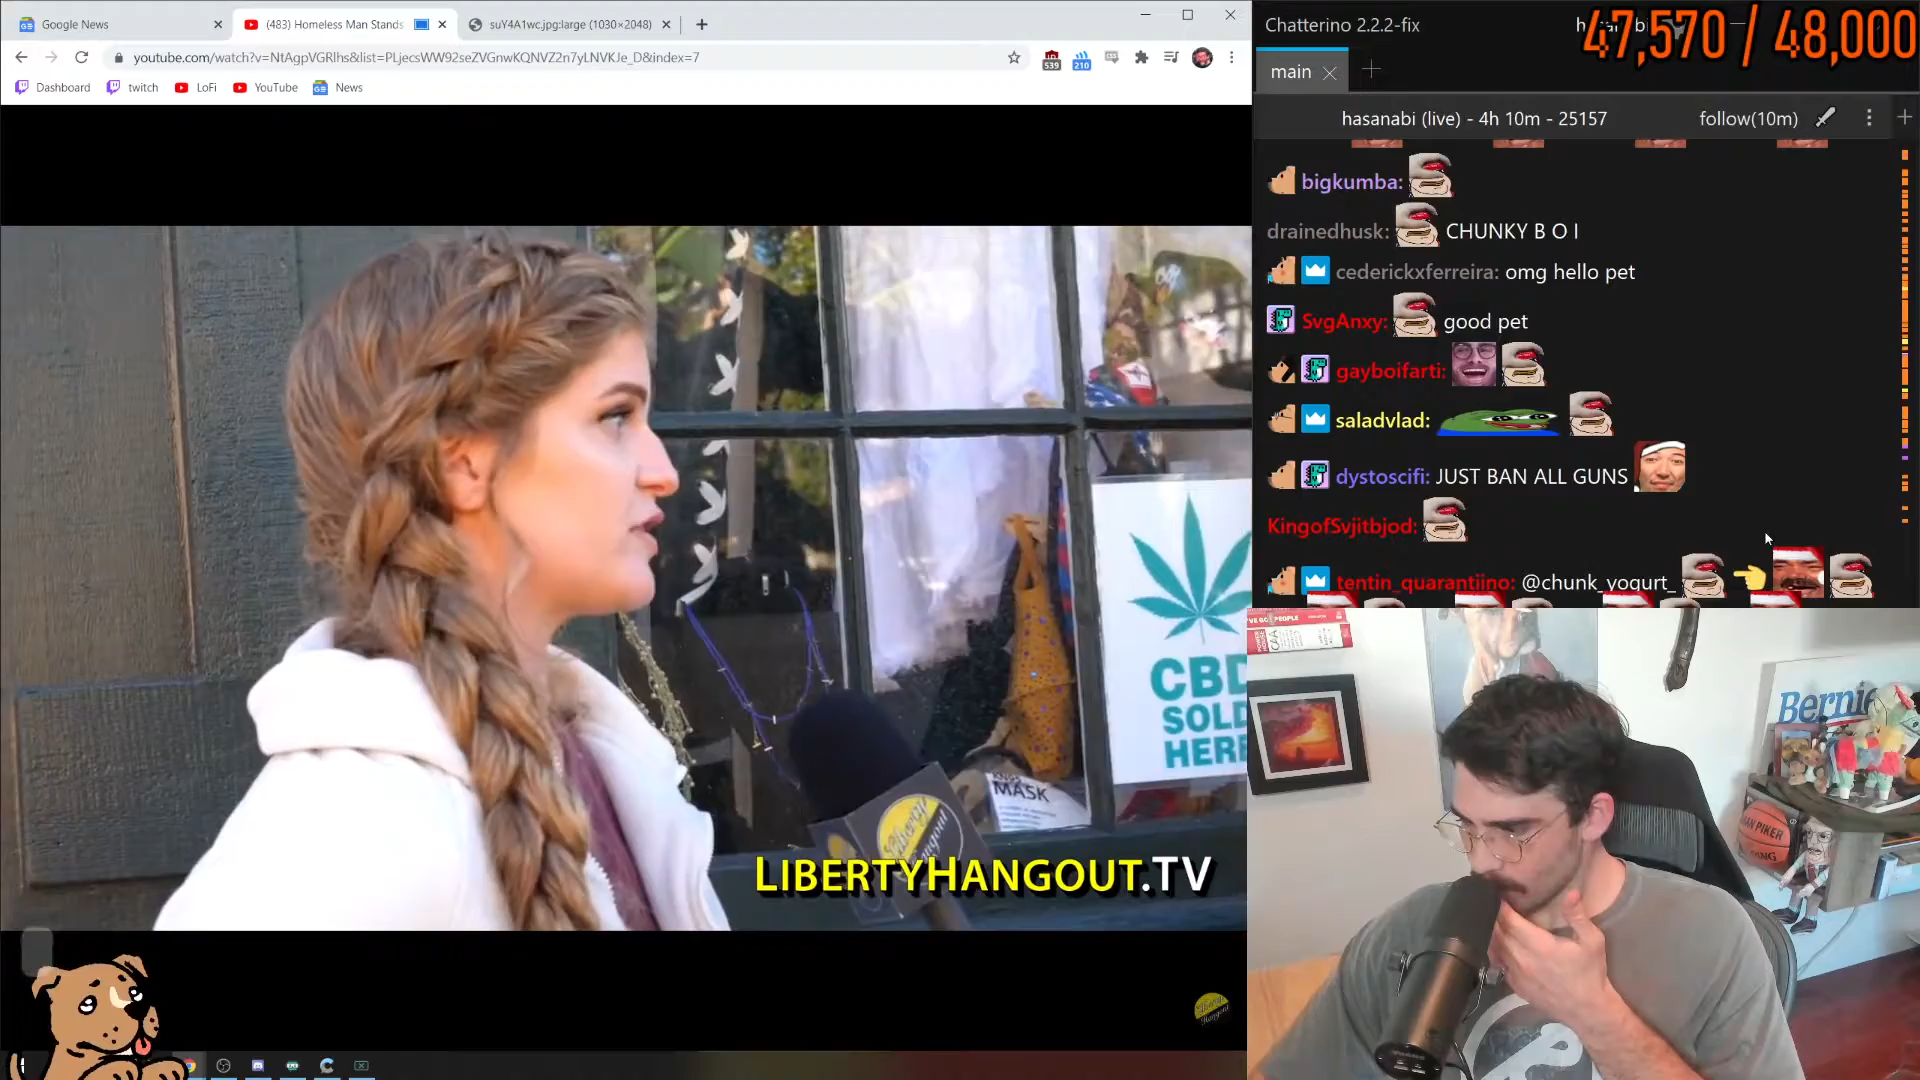 Google News
(483) Homeless Man Stands
suY4A1wc.jpg:large (1030×2048)
youtube.com/watch?v=NtAgpVGRlhs&list=PLjecsWW92seZVGnwKQNVZ2n7yLNVKJe_D&index=7
539
210
Dashboard
twitch
LoFi
YouTube
News
CBD
SOLD
HERE
MASK
LIBERTYHANGOUT.TV
Chatterino 2.2.2-fix
47,570 / 48,000
main
hasanabi (live) - 4h 10m - 25157
follow(10m)
bigkumba:
drainedhusk: CHUNKY B O I
cederickxferreira: omg hello pet
SvgAnxy: good pet
gayboifarti:
saladvlad:
dystoscifi: JUST BAN ALL GUNS
KingofSvjitbjod:
tentin_quarantiino: @chunk_yogurt_
Bernie
PIKER